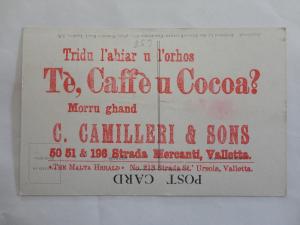 Tridu l'ahjar u l'orhos
Tè, Caffè u Cocoa?
Morru ghand
C. CAMILLERI & SONS
50 51 & 196 Strada Mercanti, Valletta.
"THE MALTA HERALD" No. 213 Strada St.' Ursola, Valletta.
POST CARD